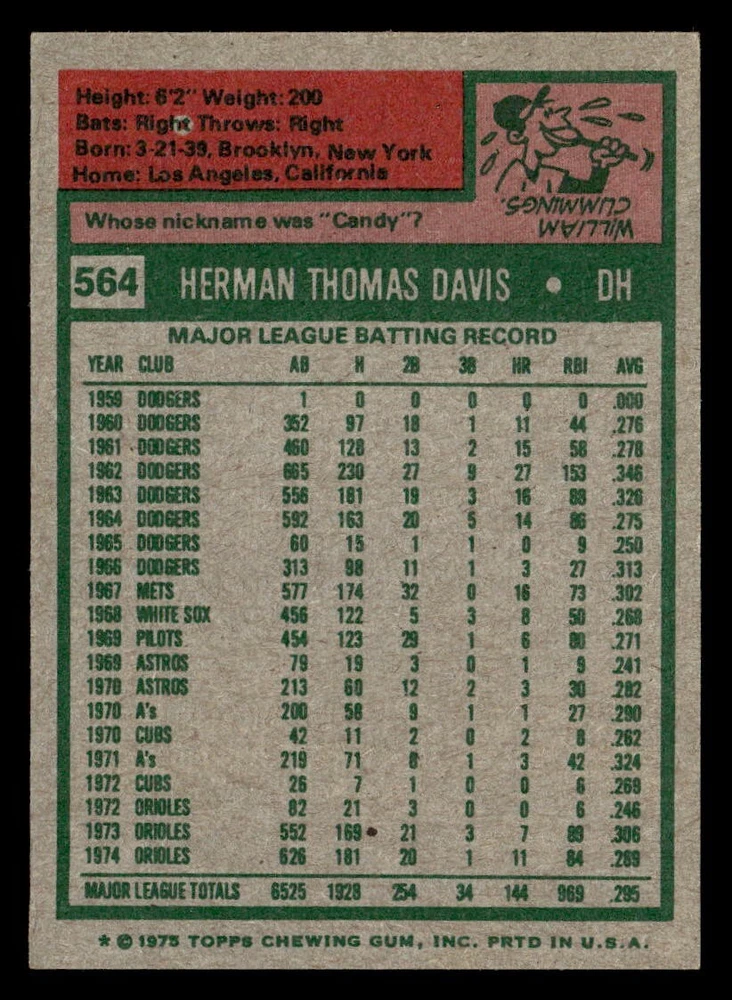 Height: 6'2" Weight: 200
Bats: Right Throws: Right
Born: 3-21-39, Brooklyn, New York
Home: Los Angeles, California
WILLIAM CUMMINGS.
Whose nickname was "Candy"?
564 HERMAN THOMAS DAVIS • DH
MAJOR LEAGUE BATTING RECORD
YEAR CLUB AB H 2B 3B HR RBI AVG
1959 DODGERS 1 0 0 0 0 0 .000
1960 DODGERS 352 97 18 1 11 44 .276
1961 DODGERS 460 128 13 2 15 58 .278
1962 DODGERS 665 230 27 9 27 153 .346
1963 DODGERS 556 181 19 3 16 88 .326
1964 DODGERS 592 163 20 5 14 86 .275
1965 DODGERS 60 15 1 1 0 9 .250
1966 DODGERS 313 98 11 1 3 27 .313
1967 METS 577 174 32 0 16 73 .302
1968 WHITE SOX 456 122 5 3 8 50 .268
1969 PILOTS 454 123 29 1 6 80 .271
1969 ASTROS 79 19 3 0 1 9 .241
1970 ASTROS 213 60 12 2 3 30 .282
1970 A's 200 58 9 1 1 27 .290
1970 CUBS 42 11 2 0 2 8 .262
1971 A's 219 71 8 1 3 42 .324
1972 CUBS 26 7 1 0 0 6 .269
1972 ORIOLES 82 21 3 0 0 6 .246
1973 ORIOLES 552 169 21 3 7 89 .306
1974 ORIOLES 626 181 20 1 11 84 .289
MAJOR LEAGUE TOTALS 6525 1928 254 34 144 969 .295
* © 1975 TOPPS CHEWING GUM, INC. PRTD IN U.S.A.